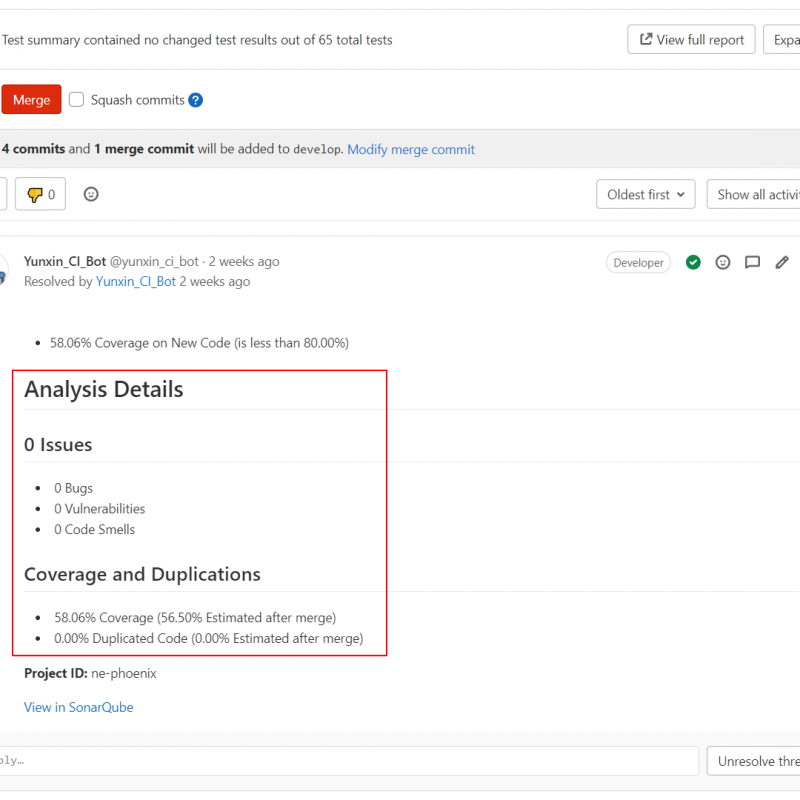 Test summary contained no changed test results out of 65 total tests
View full report
Merge
Squash commits ?
4 commits and 1 merge commit will be added to develop. Modify merge commit
0
Oldest first
Show all
Yunxin_CI_Bot @yunxin_ci_bot · 2 weeks ago
Developer
Resolved by Yunxin_CI_Bot 2 weeks ago
• 58.06% Coverage on New Code (is less than 80.00%)
Analysis Details
0 Issues
• 0 Bugs
• 0 Vulnerabilities
• 0 Code Smells
Coverage and Duplications
• 58.06% Coverage (56.50% Estimated after merge)
• 0.00% Duplicated Code (0.00% Estimated after merge)
Project ID: ne-phoenix
View in SonarQube
Unresolve